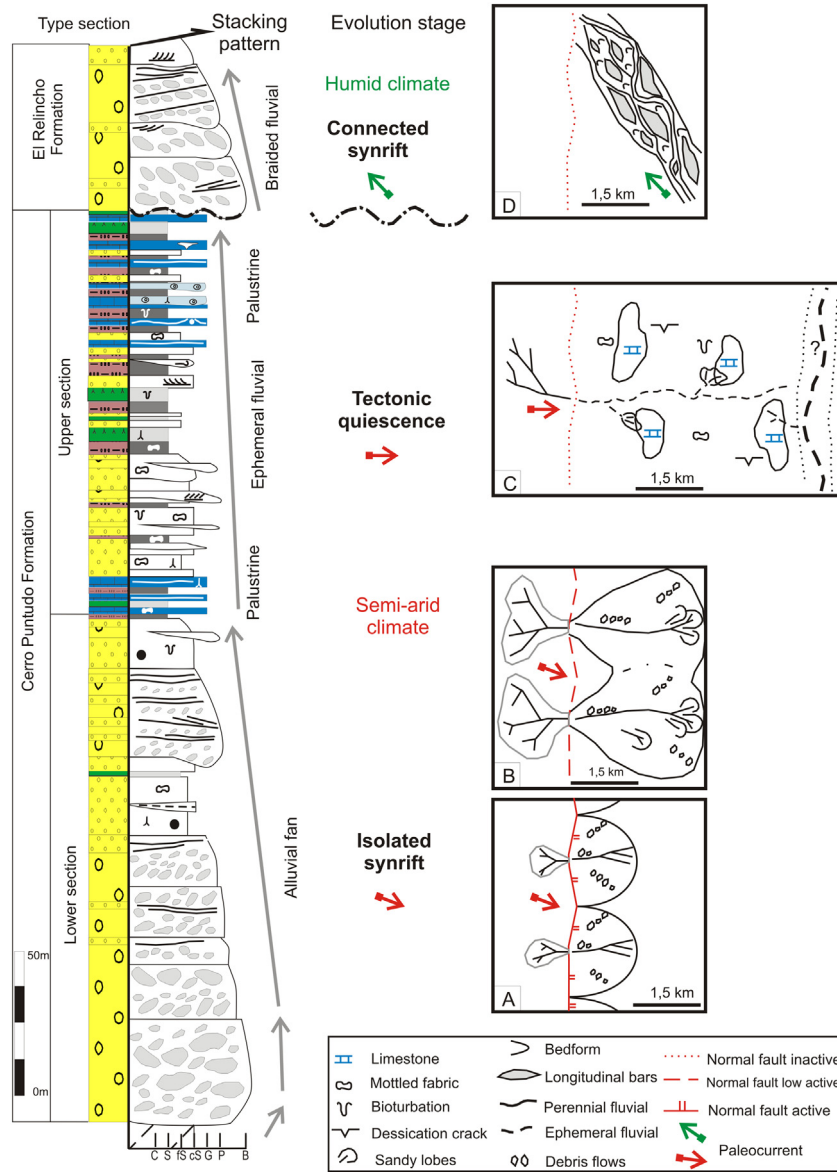 Type section
Stacking
pattern
Evolution stage
El Relincho
Formation
Braided fluvial
Humid climate
Connected
synrift
D
1,5 km
Cerro Puntudo Formation
Upper section
Palustrine
Ephemeral fluvial
Palustrine
Tectonic
quiescence
?
C
1,5 km
Semi-arid
climate
B
1,5 km
Lower section
Alluvial fan
Isolated
synrift
A
1,5 km
50m
0m
C S fS cS G P B
Limestone
Mottled fabric
Bioturbation
Dessication crack
Sandy lobes
Bedform
Longitudinal bars
Perennial fluvial
Ephemeral fluvial
Debris flows
Normal fault inactive
Normal fault low active
Normal fault active
Paleocurrent